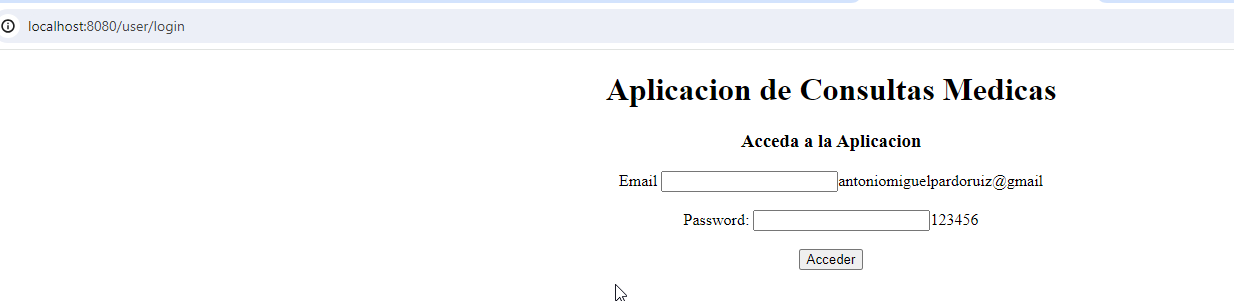 localhost:8080/user/login
Aplicacion de Consultas Medicas
Acceda a la Aplicacion
Email antoniomiguelpardoruiz@gmail
Password: 123456
Acceder